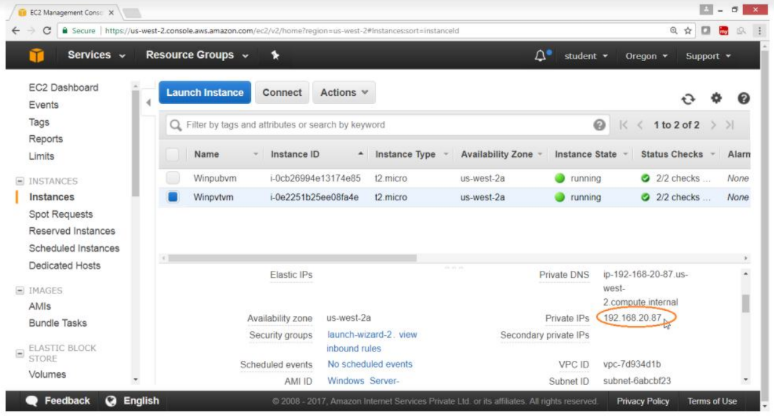 EC2 Management Consc
Secure | https://us-west-2.console.aws.amazon.com/ec2/v2/home?region=us-west-2#Instances:sort=instanceId
Services Resource Groups student Oregon Support
EC2 Dashboard
Events
Tags
Reports
Limits
INSTANCES
Instances
Spot Requests
Reserved Instances
Scheduled Instances
Dedicated Hosts
IMAGES
AMIs
Bundle Tasks
ELASTIC BLOCK
STORE
Volumes
Launch Instance Connect Actions
Filter by tags and attributes or search by keyword 1 to 2 of 2
Name Instance ID Instance Type Availability Zone Instance State Status Checks Alarm
Winpubvm i-0cb26994e13174e85 t2.micro us-west-2a running 2/2 checks ... None
Winpvtvm i-0e2251b25ee08fa4e t2.micro us-west-2a running 2/2 checks ... None
Elastic IPs
Availability zone us-west-2a
Security groups launch-wizard-2. view
inbound rules
Scheduled events No scheduled events
AMI ID Windows_Server-
Private DNS ip-192-168-20-87.us-
west-
2.compute.internal
Private IPs 192.168.20.87
Secondary private IPs
VPC ID vpc-7d934d1b
Subnet ID subnet-6abcbf23
Feedback English © 2008 - 2017, Amazon Internet Services Private Ltd. or its affiliates. All rights reserved. Privacy Policy Terms of Use